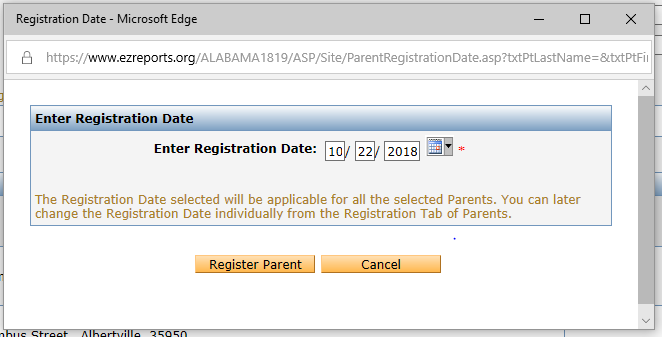 Registration Date - Microsoft Edge
https://www.ezreports.org/ALABAMA1819/ASP/Site/ParentRegistrationDate.asp?txtPtLastName=&txtPtFi
Enter Registration Date
Enter Registration Date: 10/ 22/ 2018 *
The Registration Date selected will be applicable for all the selected Parents. You can later
change the Registration Date individually from the Registration Tab of Parents.
Register Parent Cancel
Street, Albertville, 35950